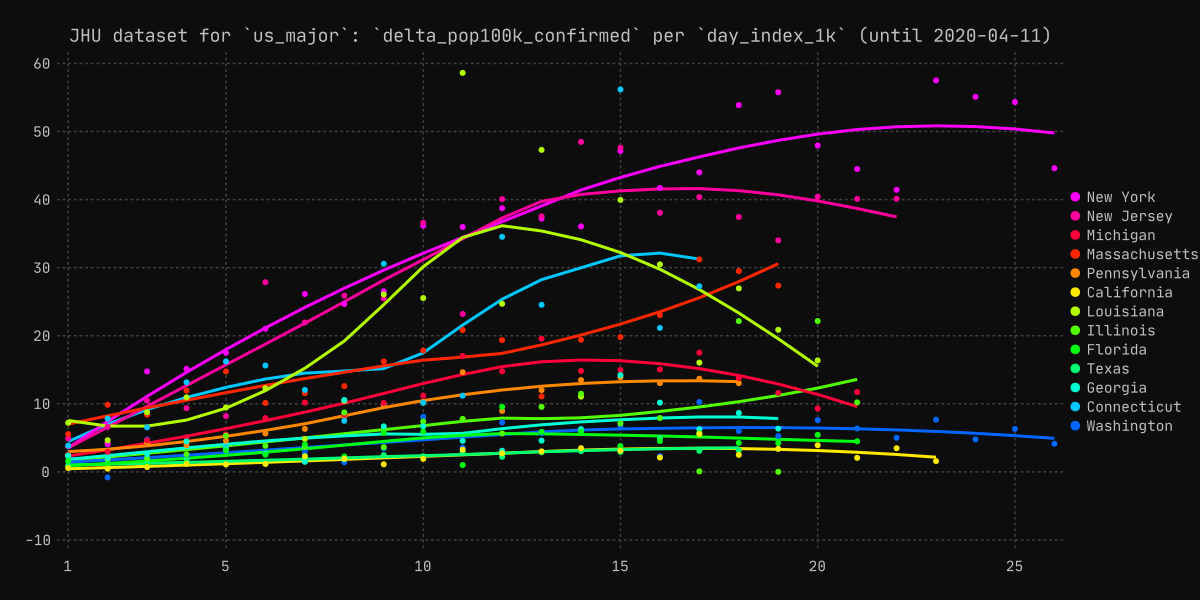 JHU dataset for `us_major`: `delta_pop100k_confirmed` per `day_index_1k` (until 2020-04-11)
60
50
40
30
20
10
0
-10
1 5 10 15 20 25
New York
New Jersey
Michigan
Massachusetts
Pennsylvania
California
Louisiana
Illinois
Florida
Texas
Georgia
Connecticut
Washington